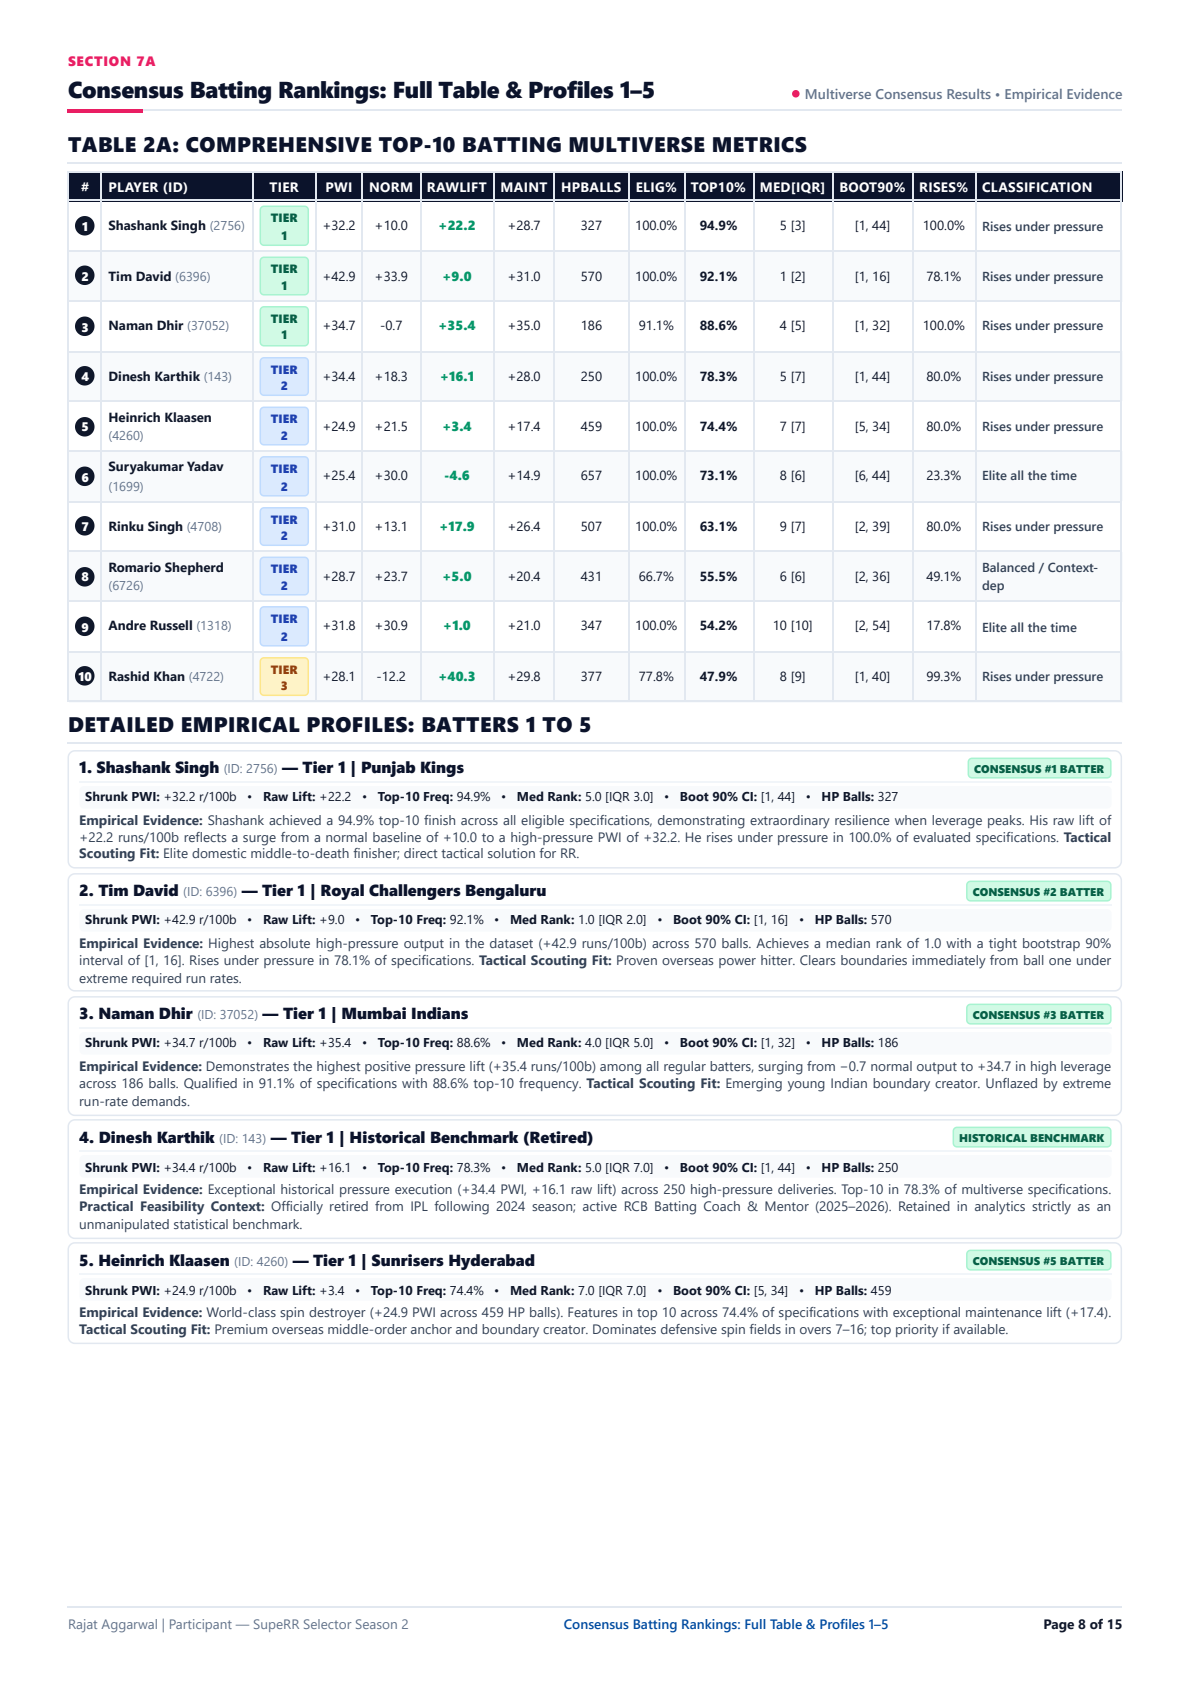 SECTION 7A
Consensus Batting Rankings: Full Table & Profiles 1–5
● Multiverse Consensus Results • Empirical Evidence
TABLE 2A: COMPREHENSIVE TOP-10 BATTING MULTIVERSE METRICS
# PLAYER (ID) TIER PWI NORM RAWLIFT MAINT HPBALLS ELIG% TOP10% MED[IQR] BOOT90% RISES% CLASSIFICATION
1 Shashank Singh (2756) TIER 1 +32.2 +10.0 +22.2 +28.7 327 100.0% 94.9% 5 [3] [1, 44] 100.0% Rises under pressure
2 Tim David (6396) TIER 1 +42.9 +33.9 +9.0 +31.0 570 100.0% 92.1% 1 [2] [1, 16] 78.1% Rises under pressure
3 Naman Dhir (37052) TIER 1 +34.7 -0.7 +35.4 +35.0 186 91.1% 88.6% 4 [5] [1, 32] 100.0% Rises under pressure
4 Dinesh Karthik (143) TIER 2 +34.4 +18.3 +16.1 +28.0 250 100.0% 78.3% 5 [7] [1, 44] 80.0% Rises under pressure
5 Heinrich Klaasen (4260) TIER 2 +24.9 +21.5 +3.4 +17.4 459 100.0% 74.4% 7 [7] [5, 34] 80.0% Rises under pressure
6 Suryakumar Yadav (1699) TIER 2 +25.4 +30.0 -4.6 +14.9 657 100.0% 73.1% 8 [6] [6, 44] 23.3% Elite all the time
7 Rinku Singh (4708) TIER 2 +31.0 +13.1 +17.9 +26.4 507 100.0% 63.1% 9 [7] [2, 39] 80.0% Rises under pressure
8 Romario Shepherd (6726) TIER 2 +28.7 +23.7 +5.0 +20.4 431 66.7% 55.5% 6 [6] [2, 36] 49.1% Balanced / Context-dep
9 Andre Russell (1318) TIER 2 +31.8 +30.9 +1.0 +21.0 347 100.0% 54.2% 10 [10] [2, 54] 17.8% Elite all the time
10 Rashid Khan (4722) TIER 3 +28.1 -12.2 +40.3 +29.8 377 77.8% 47.9% 8 [9] [1, 40] 99.3% Rises under pressure
DETAILED EMPIRICAL PROFILES: BATTERS 1 TO 5
1. Shashank Singh (ID: 2756) — Tier 1 | Punjab Kings CONSENSUS #1 BATTER
Shrunk PWI: +32.2 r/100b • Raw Lift: +22.2 • Top-10 Freq: 94.9% • Med Rank: 5.0 [IQR 3.0] • Boot 90% CI: [1, 44] • HP Balls: 327
Empirical Evidence: Shashank achieved a 94.9% top-10 finish across all eligible specifications, demonstrating extraordinary resilience when leverage peaks. His raw lift of
+22.2 runs/100b reflects a surge from a normal baseline of +10.0 to a high-pressure PWI of +32.2. He rises under pressure in 100.0% of evaluated specifications. Tactical
Scouting Fit: Elite domestic middle-to-death finisher; direct tactical solution for RR.
2. Tim David (ID: 6396) — Tier 1 | Royal Challengers Bengaluru CONSENSUS #2 BATTER
Shrunk PWI: +42.9 r/100b • Raw Lift: +9.0 • Top-10 Freq: 92.1% • Med Rank: 1.0 [IQR 2.0] • Boot 90% CI: [1, 16] • HP Balls: 570
Empirical Evidence: Highest absolute high-pressure output in the dataset (+42.9 runs/100b) across 570 balls. Achieves a median rank of 1.0 with a tight bootstrap 90%
interval of [1, 16]. Rises under pressure in 78.1% of specifications. Tactical Scouting Fit: Proven overseas power hitter. Clears boundaries immediately from ball one under
extreme required run rates.
3. Naman Dhir (ID: 37052) — Tier 1 | Mumbai Indians CONSENSUS #3 BATTER
Shrunk PWI: +34.7 r/100b • Raw Lift: +35.4 • Top-10 Freq: 88.6% • Med Rank: 4.0 [IQR 5.0] • Boot 90% CI: [1, 32] • HP Balls: 186
Empirical Evidence: Demonstrates the highest positive pressure lift (+35.4 runs/100b) among all regular batters, surging from −0.7 normal output to +34.7 in high leverage
across 186 balls. Qualified in 91.1% of specifications with 88.6% top-10 frequency. Tactical Scouting Fit: Emerging young Indian boundary creator. Unflazed by extreme
run-rate demands.
4. Dinesh Karthik (ID: 143) — Tier 1 | Historical Benchmark (Retired) HISTORICAL BENCHMARK
Shrunk PWI: +34.4 r/100b • Raw Lift: +16.1 • Top-10 Freq: 78.3% • Med Rank: 5.0 [IQR 7.0] • Boot 90% CI: [1, 44] • HP Balls: 250
Empirical Evidence: Exceptional historical pressure execution (+34.4 PWI, +16.1 raw lift) across 250 high-pressure deliveries. Top-10 in 78.3% of multiverse specifications.
Practical Feasibility Context: Officially retired from IPL following 2024 season; active RCB Batting Coach & Mentor (2025–2026). Retained in analytics strictly as an
unmanipulated statistical benchmark.
5. Heinrich Klaasen (ID: 4260) — Tier 1 | Sunrisers Hyderabad CONSENSUS #5 BATTER
Shrunk PWI: +24.9 r/100b • Raw Lift: +3.4 • Top-10 Freq: 74.4% • Med Rank: 7.0 [IQR 7.0] • Boot 90% CI: [5, 34] • HP Balls: 459
Empirical Evidence: World-class spin destroyer (+24.9 PWI across 459 HP balls). Features in top 10 across 74.4% of specifications with exceptional maintenance lift (+17.4).
Tactical Scouting Fit: Premium overseas middle-order anchor and boundary creator. Dominates defensive spin fields in overs 7–16; top priority if available.
Rajat Aggarwal | Participant — SupeRR Selector Season 2
Consensus Batting Rankings: Full Table & Profiles 1–5
Page 8 of 15